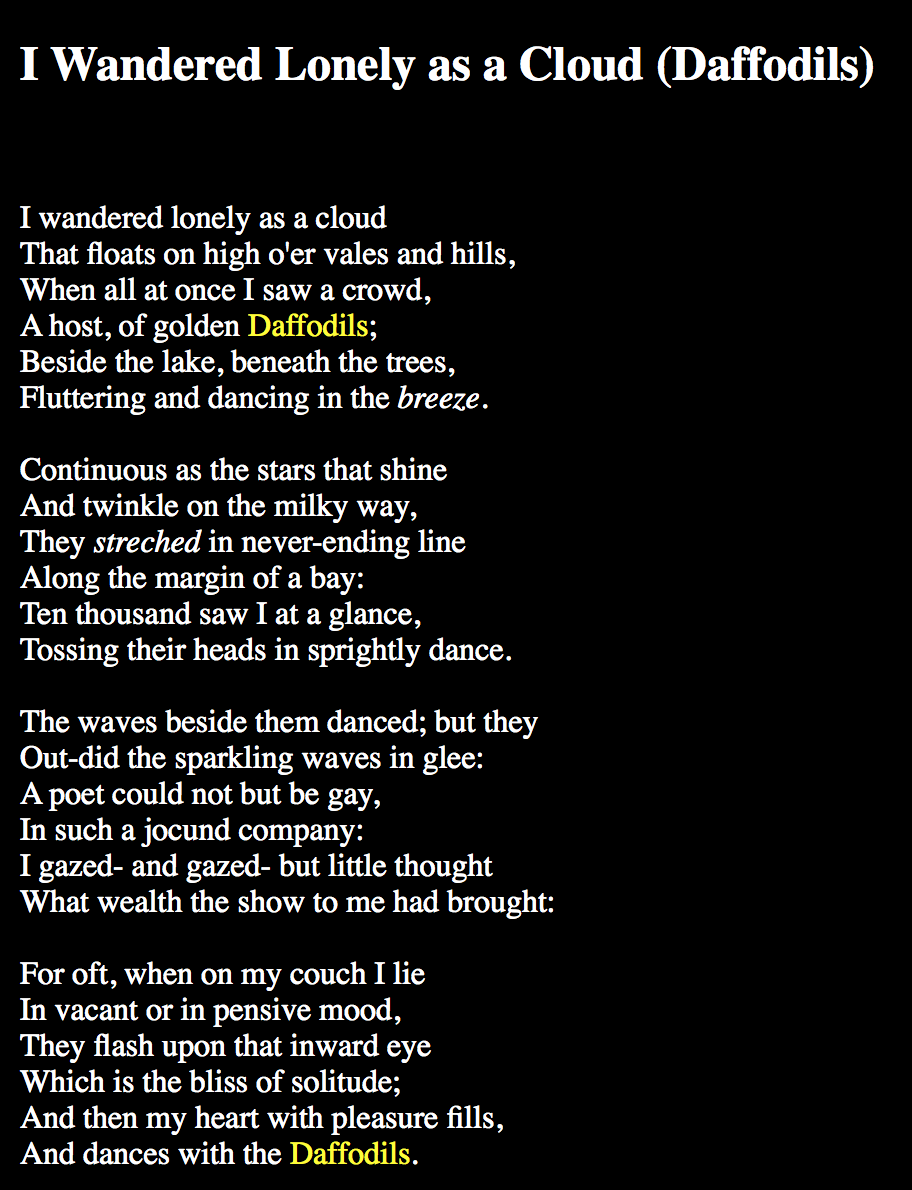 I Wandered Lonely as a Cloud (Daffodils)
I wandered lonely as a cloud
That floats on high o'er vales and hills,
When all at once I saw a crowd,
A host, of golden Daffodils;
Beside the lake, beneath the trees,
Fluttering and dancing in the breeze.
Continuous as the stars that shine
And twinkle on the milky way,
They streched in never-ending line
Along the margin of a bay:
Ten thousand saw I at a glance,
Tossing their heads in sprightly dance.
The waves beside them danced; but they
Out-did the sparkling waves in glee:
A poet could not but be gay,
In such a jocund company:
I gazed- and gazed- but little thought
What wealth the show to me had brought:
For oft, when on my couch I lie
In vacant or in pensive mood,
They flash upon that inward eye
Which is the bliss of solitude;
And then my heart with pleasure fills,
And dances with the Daffodils.